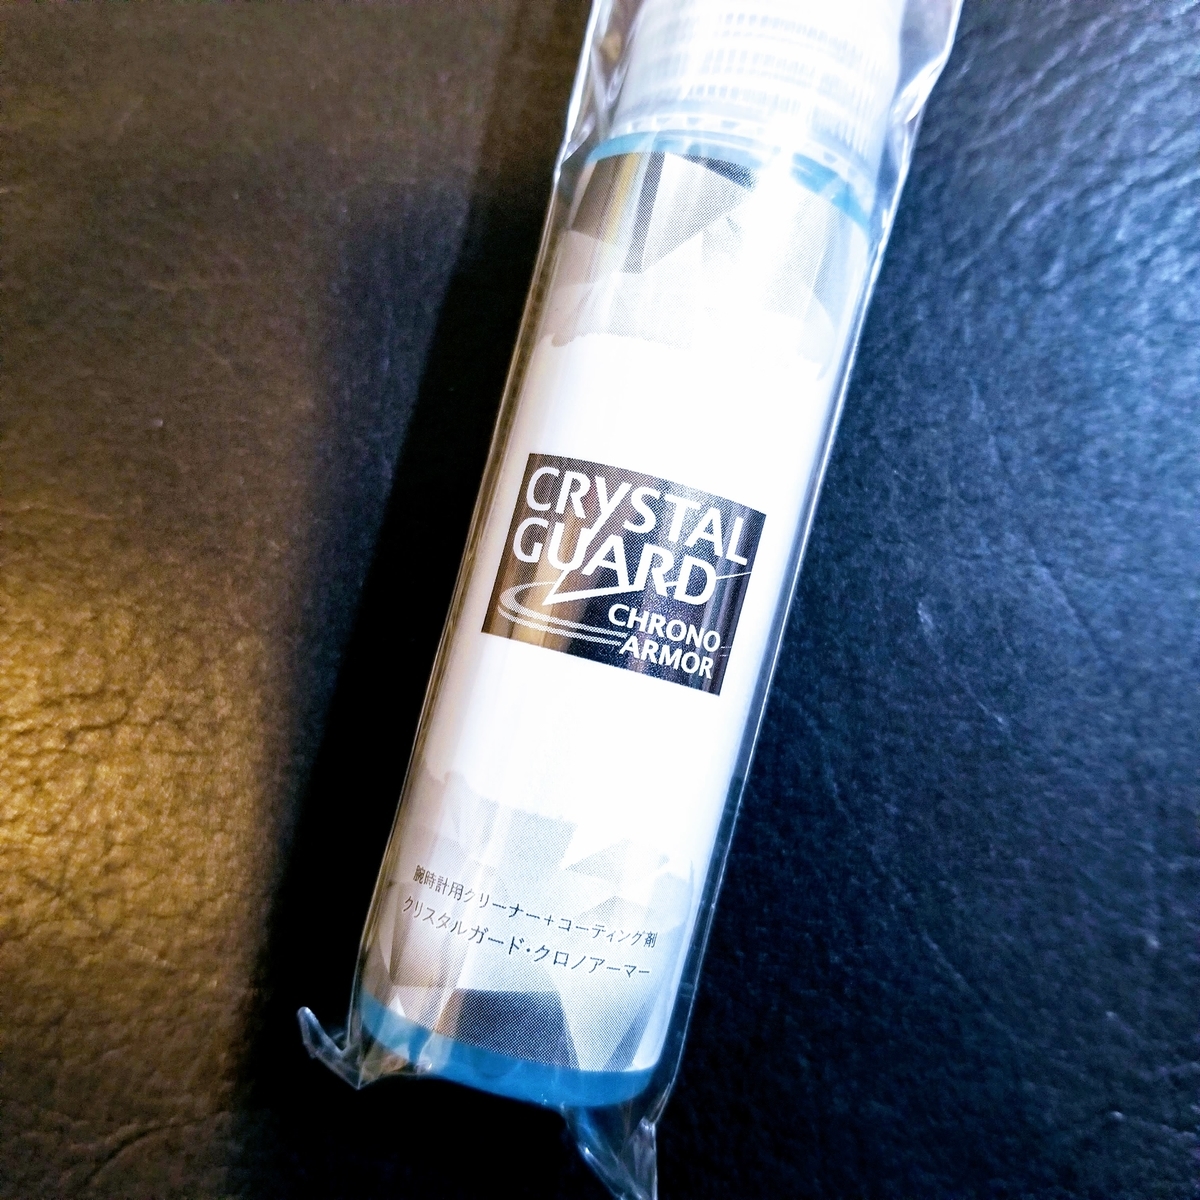 CRYSTAL
GUARD
CHRONO
ARMOR
腕時計用クリーナー+コーティング剤
クリスタルガード・クロノアーマー